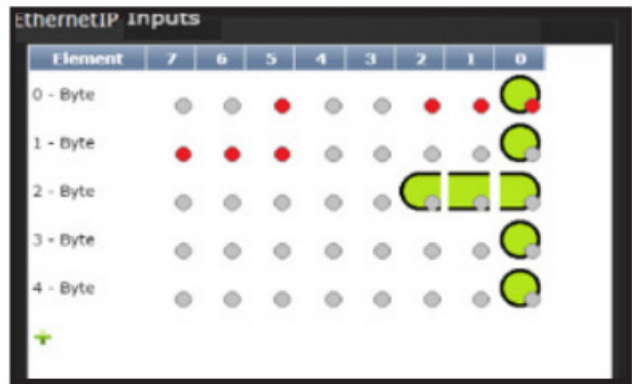 EthernetIP Inputs
Element 7 6 5 4 3 2 1 0
0 - Byte
1 - Byte
2 - Byte
3 - Byte
4 - Byte